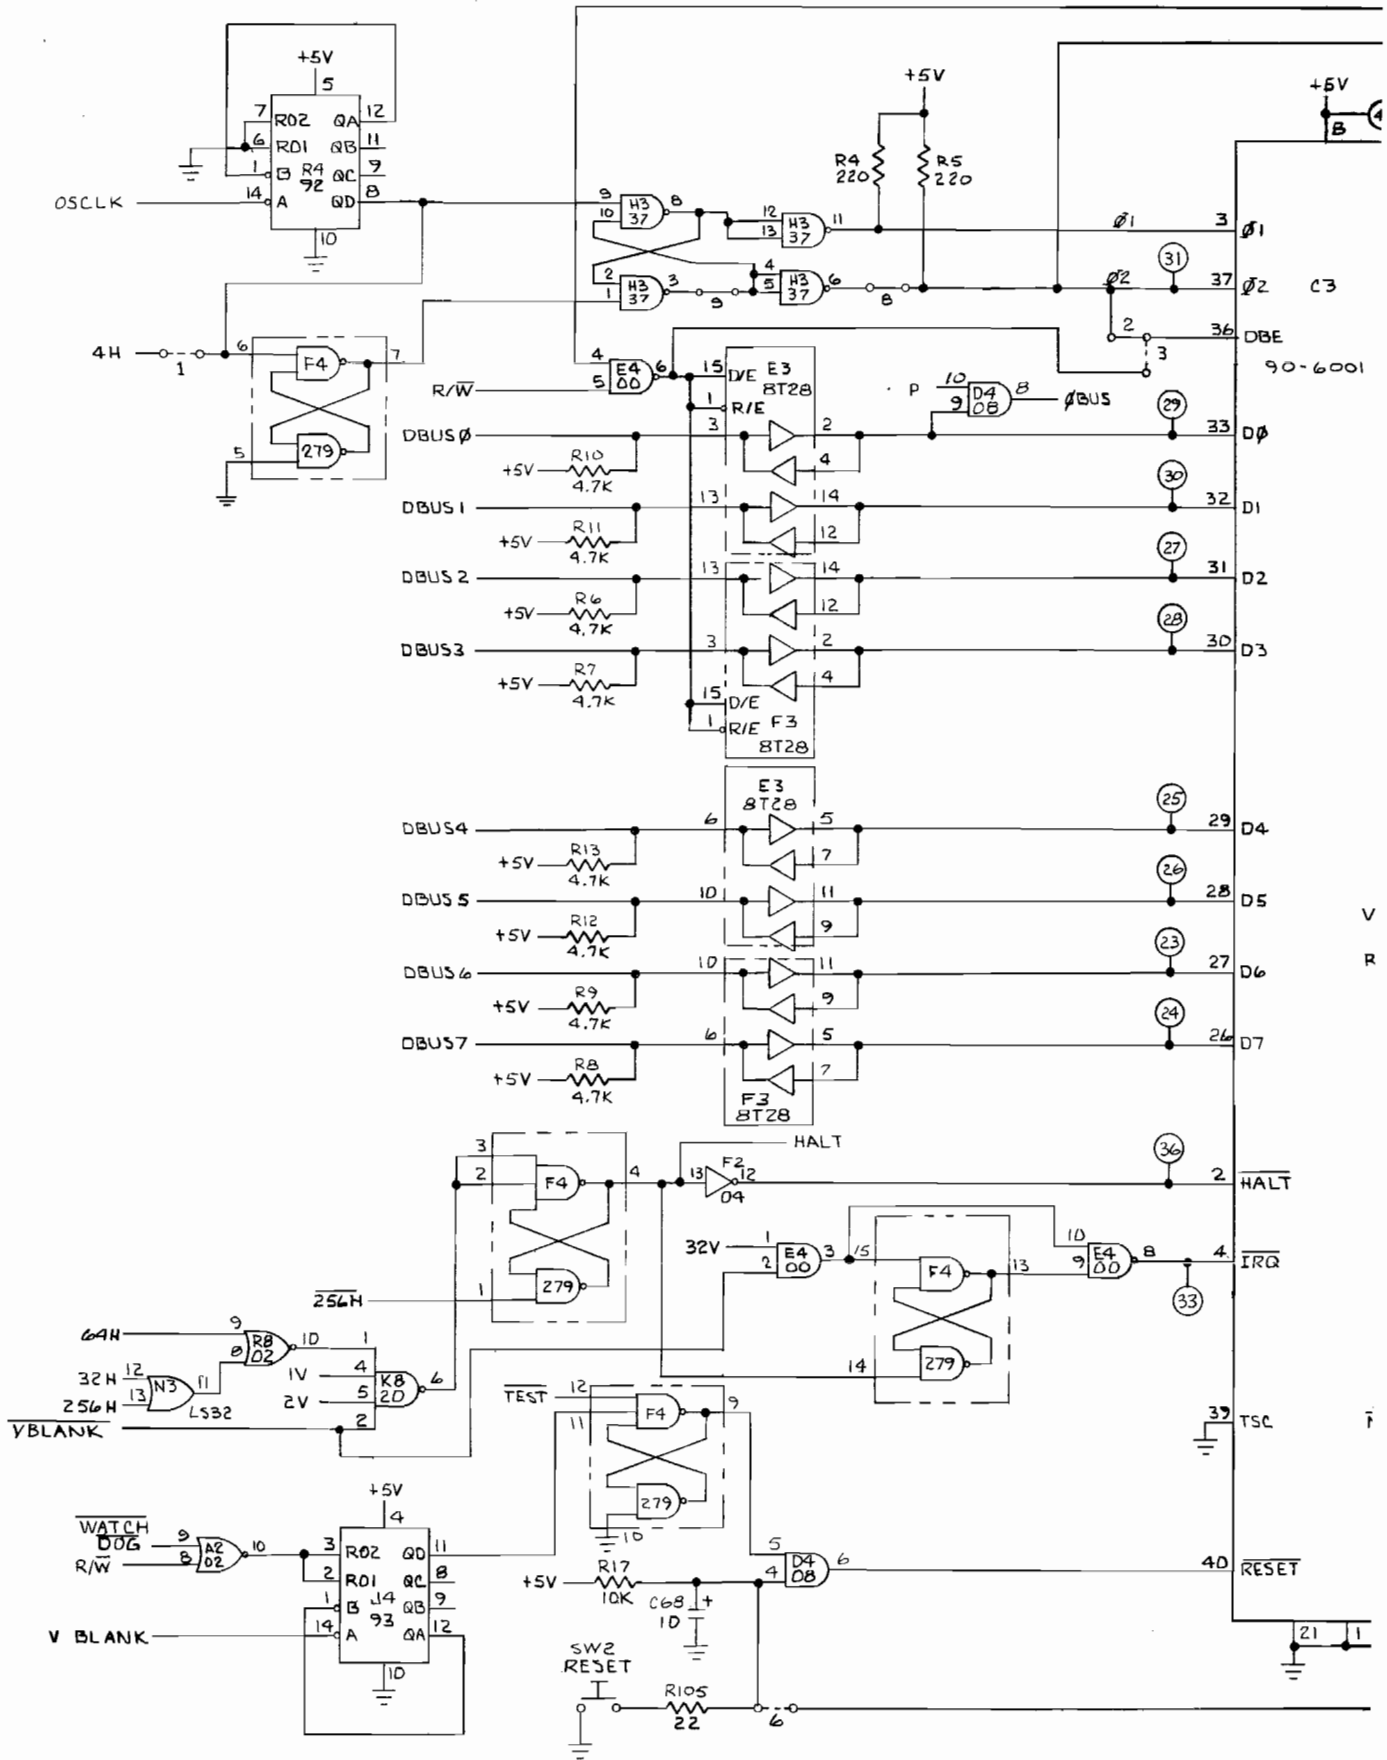 +5V
5
7 R02 QA 12
6 R01 QB 11
1 B R4 QC 9
92
OSCLK 14 A QD 8
10
+5V
R4 220
R5 220
+5V
B
4
9 10 H3 37 8
12 13 H3 37 11
Ø1 3 Ø1
2 1 H3 37 3
9
4 5 H3 37 6
8
Ø2 31 37 Ø2
C3
4H 1
6 F4 7
5 279
2 36 DBE
3
90-6001
R/W̅ 4 5 E4 00 6
15 D/E E3 8T28
1 R/E
P 10 9 D4 08 8 ØBUS
DBUSØ 3 2 29 33 DØ
+5V R10 4.7K 4
DBUS1 13 14 30 32 D1
+5V R11 4.7K 12
DBUS2 13 14 27 31 D2
+5V R6 4.7K 12
DBUS3 3 2 28 30 D3
+5V R7 4.7K 4
15 D/E
1 R/E F3 8T28
E3 8T28
DBUS4 6 5 25 29 D4
+5V R13 4.7K 7
DBUS5 10 11 26 28 D5
+5V R12 4.7K 9
V
DBUS6 10 11 23 27 D6
R
+5V R9 4.7K 9
DBUS7 6 5 24 26 D7
+5V R8 4.7K 7
F3 8T28
HALT
3 2 F4 4
13 F2 04 12
36 2 H̅A̅L̅T̅
2̅5̅6̅H̅ 1 279
32V 1 2 E4 00 3
15 F4 13
14 279
10 9 E4 00 8
33 4 I̅R̅Q̅
64H 9 8 R8 02 10
32H 12
256H 13 N3 11
LS32
1V 1 4
2V 5 K8 20 6
V̅B̅L̅A̅N̅K̅ 2
T̅E̅S̅T̅ 12 11 F4 9
279
10
39 TSC
+5V
4
W̅A̅T̅C̅H̅
D̅O̅G̅ 9
R/W̅ 8 A2 02 10
3 R02 QD 11
2 R01 QC 8
1 B J4 QB 9
93
V BLANK 14 A QA 12
10
+5V R17 10K
C68 10 +
5 4 D4 08 6
40 R̅E̅S̅E̅T̅
21 1
SW2
RESET
R105
22
6